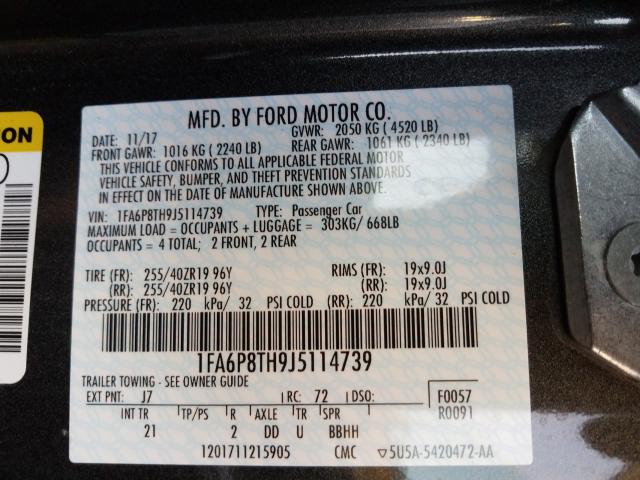 ON
MFD. BY FORD MOTOR CO.
DATE: 11/17 GVWR: 2050 KG ( 4520 LB)
FRONT GAWR: 1016 KG ( 2240 LB) REAR GAWR: 1061 KG ( 2340 LB)
THIS VEHICLE CONFORMS TO ALL APPLICABLE FEDERAL MOTOR
VEHICLE SAFETY, BUMPER, AND THEFT PREVENTION STANDARDS
IN EFFECT ON THE DATE OF MANUFACTURE SHOWN ABOVE.
VIN: 1FA6P8TH9J5114739 TYPE: Passenger Car
MAXIMUM LOAD = OCCUPANTS + LUGGAGE = 303KG/ 668LB
OCCUPANTS = 4 TOTAL; 2 FRONT, 2 REAR
TIRE (FR): 255/40ZR19 96Y RIMS (FR): 19x9.0J
(RR): 255/40ZR19 96Y (RR): 19x9.0J
PRESSURE (FR): 220 kPa/ 32 PSI COLD (RR): 220 kPa/ 32 PSI COLD
1FA6P8TH9J5114739
TRAILER TOWING - SEE OWNER GUIDE
EXT PNT: J7 RC: 72 DSO: F0057
R0091
INT TR TP/PS R AXLE TR SPR
21 2 DD U BBHH
1201711215905 CMC ▽5U5A-5420472-AA